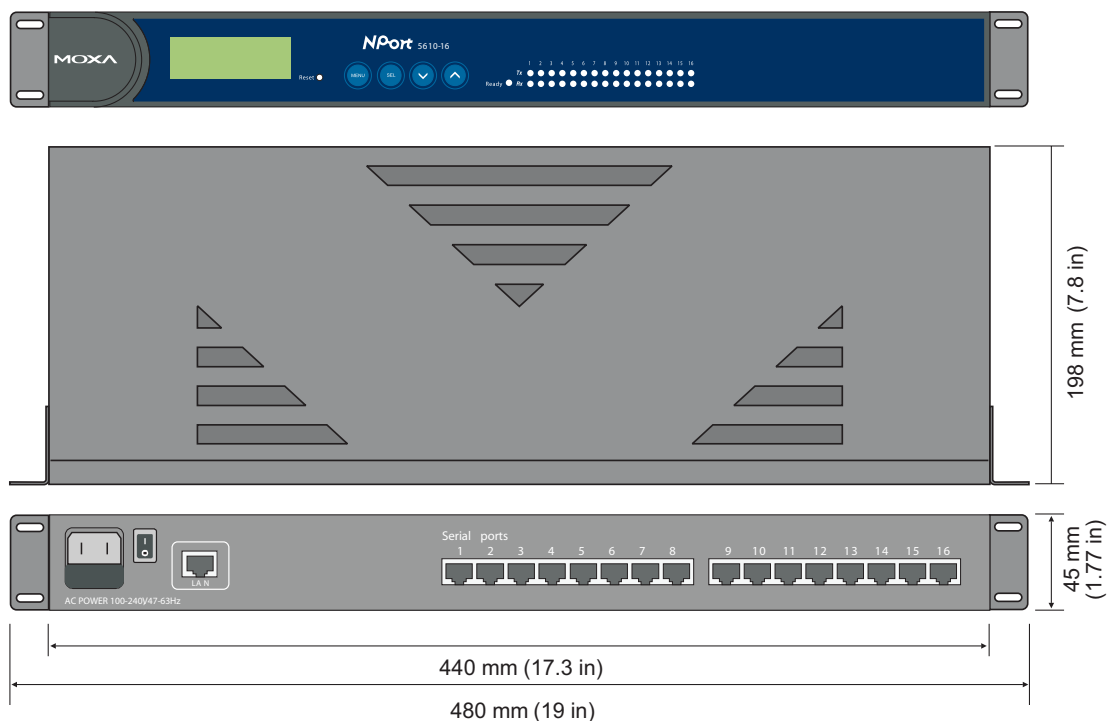 MOXA
NPort 5610-16
Reset
MENU
SEL
1 2 3 4 5 6 7 8 9 10 11 12 13 14 15 16
Tx
Ready Rx
198 mm (7.8 in)
Serial ports
1 2 3 4 5 6 7 8 9 10 11 12 13 14 15 16
LAN
AC POWER 100-240V47-63Hz
45 mm
(1.77 in)
440 mm (17.3 in)
480 mm (19 in)